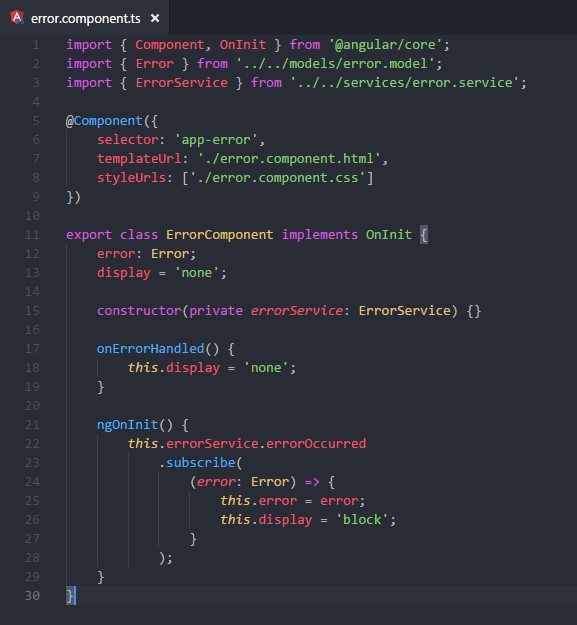 error.component.ts ×
1 import { Component, OnInit } from '@angular/core';
2 import { Error } from '../../models/error.model';
3 import { ErrorService } from '../../services/error.service';
4
5 @Component({
6     selector: 'app-error',
7     templateUrl: './error.component.html',
8     styleUrls: ['./error.component.css']
9 })
10
11 export class ErrorComponent implements OnInit {
12     error: Error;
13     display = 'none';
14
15     constructor(private errorService: ErrorService) {}
16
17     onErrorHandled() {
18         this.display = 'none';
19     }
20
21     ngOnInit() {
22         this.errorService.errorOccurred
23             .subscribe(
24                 (error: Error) => {
25                     this.error = error;
26                     this.display = 'block';
27                 }
28             );
29     }
30 }